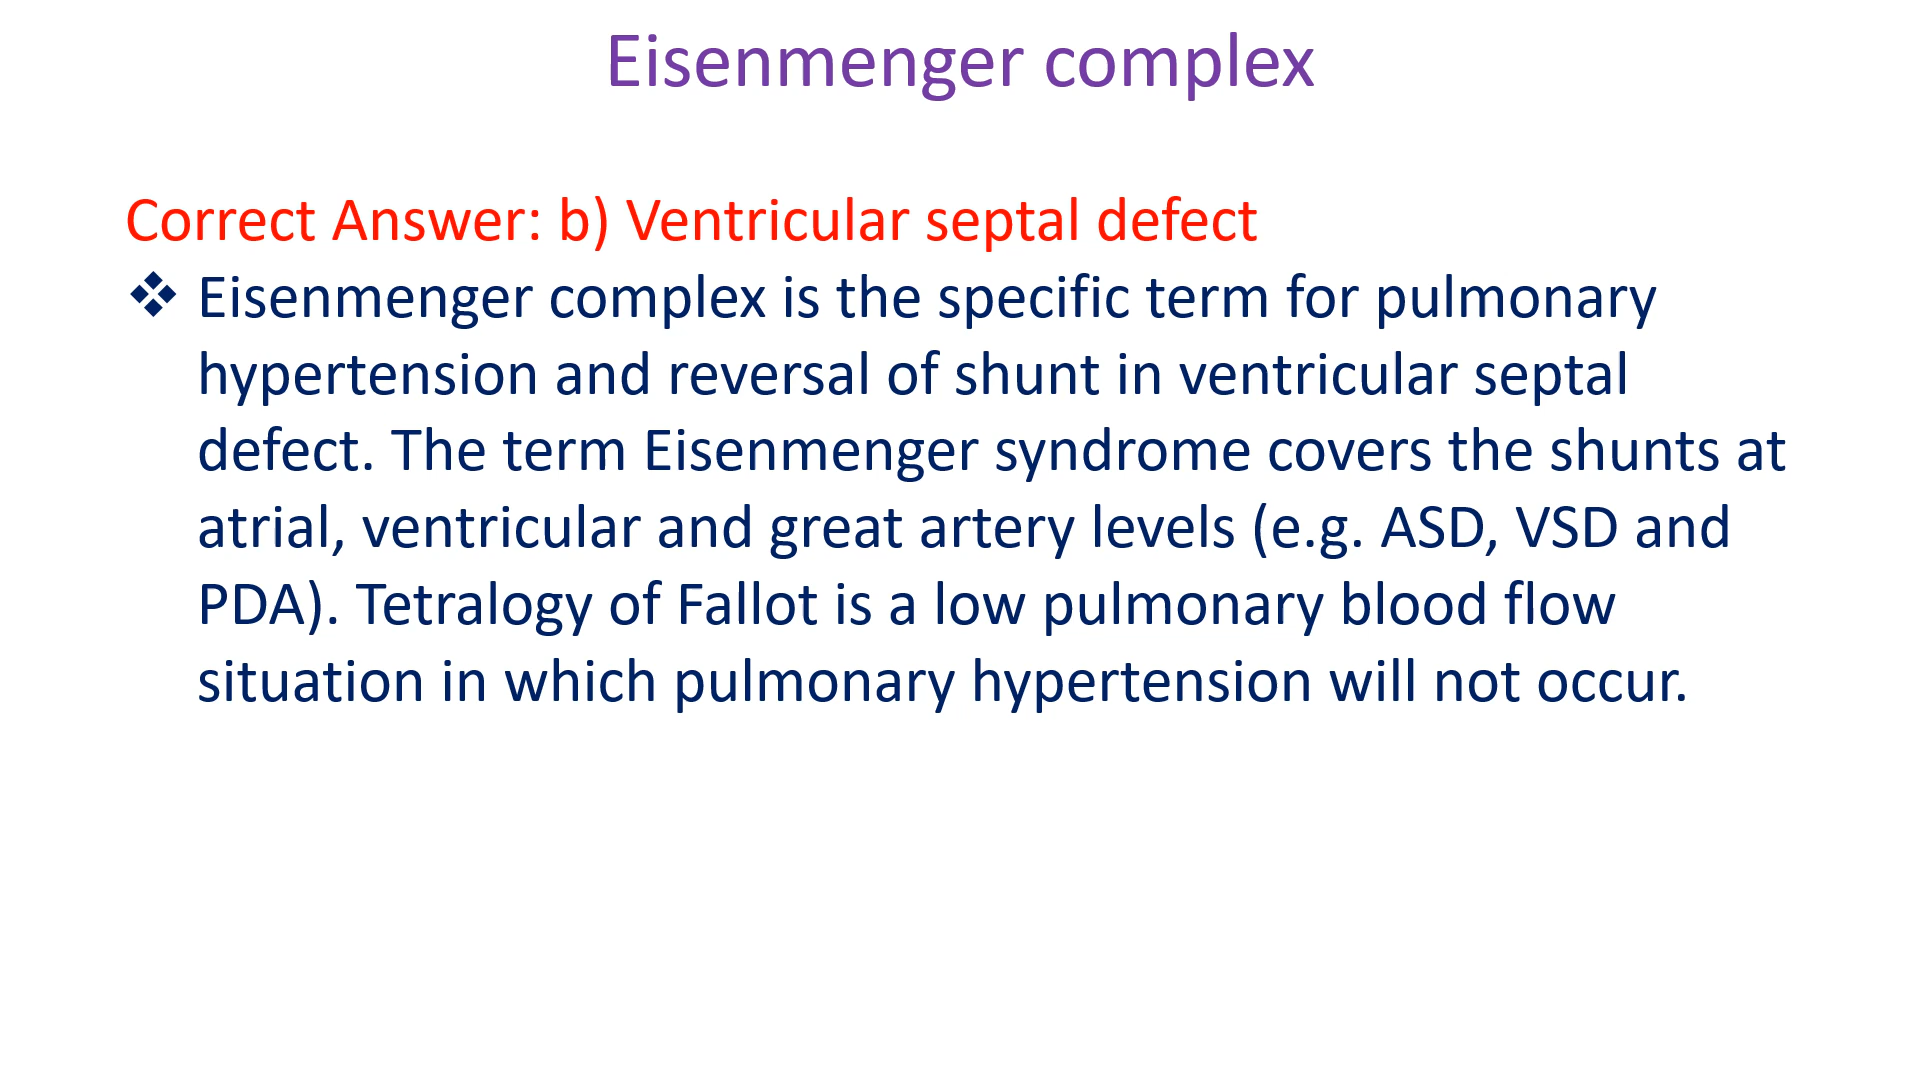 Eisenmenger complex
Correct Answer: b) Ventricular septal defect
❖ Eisenmenger complex is the specific term for pulmonary
hypertension and reversal of shunt in ventricular septal
defect. The term Eisenmenger syndrome covers the shunts at
atrial, ventricular and great artery levels (e.g. ASD, VSD and
PDA). Tetralogy of Fallot is a low pulmonary blood flow
situation in which pulmonary hypertension will not occur.